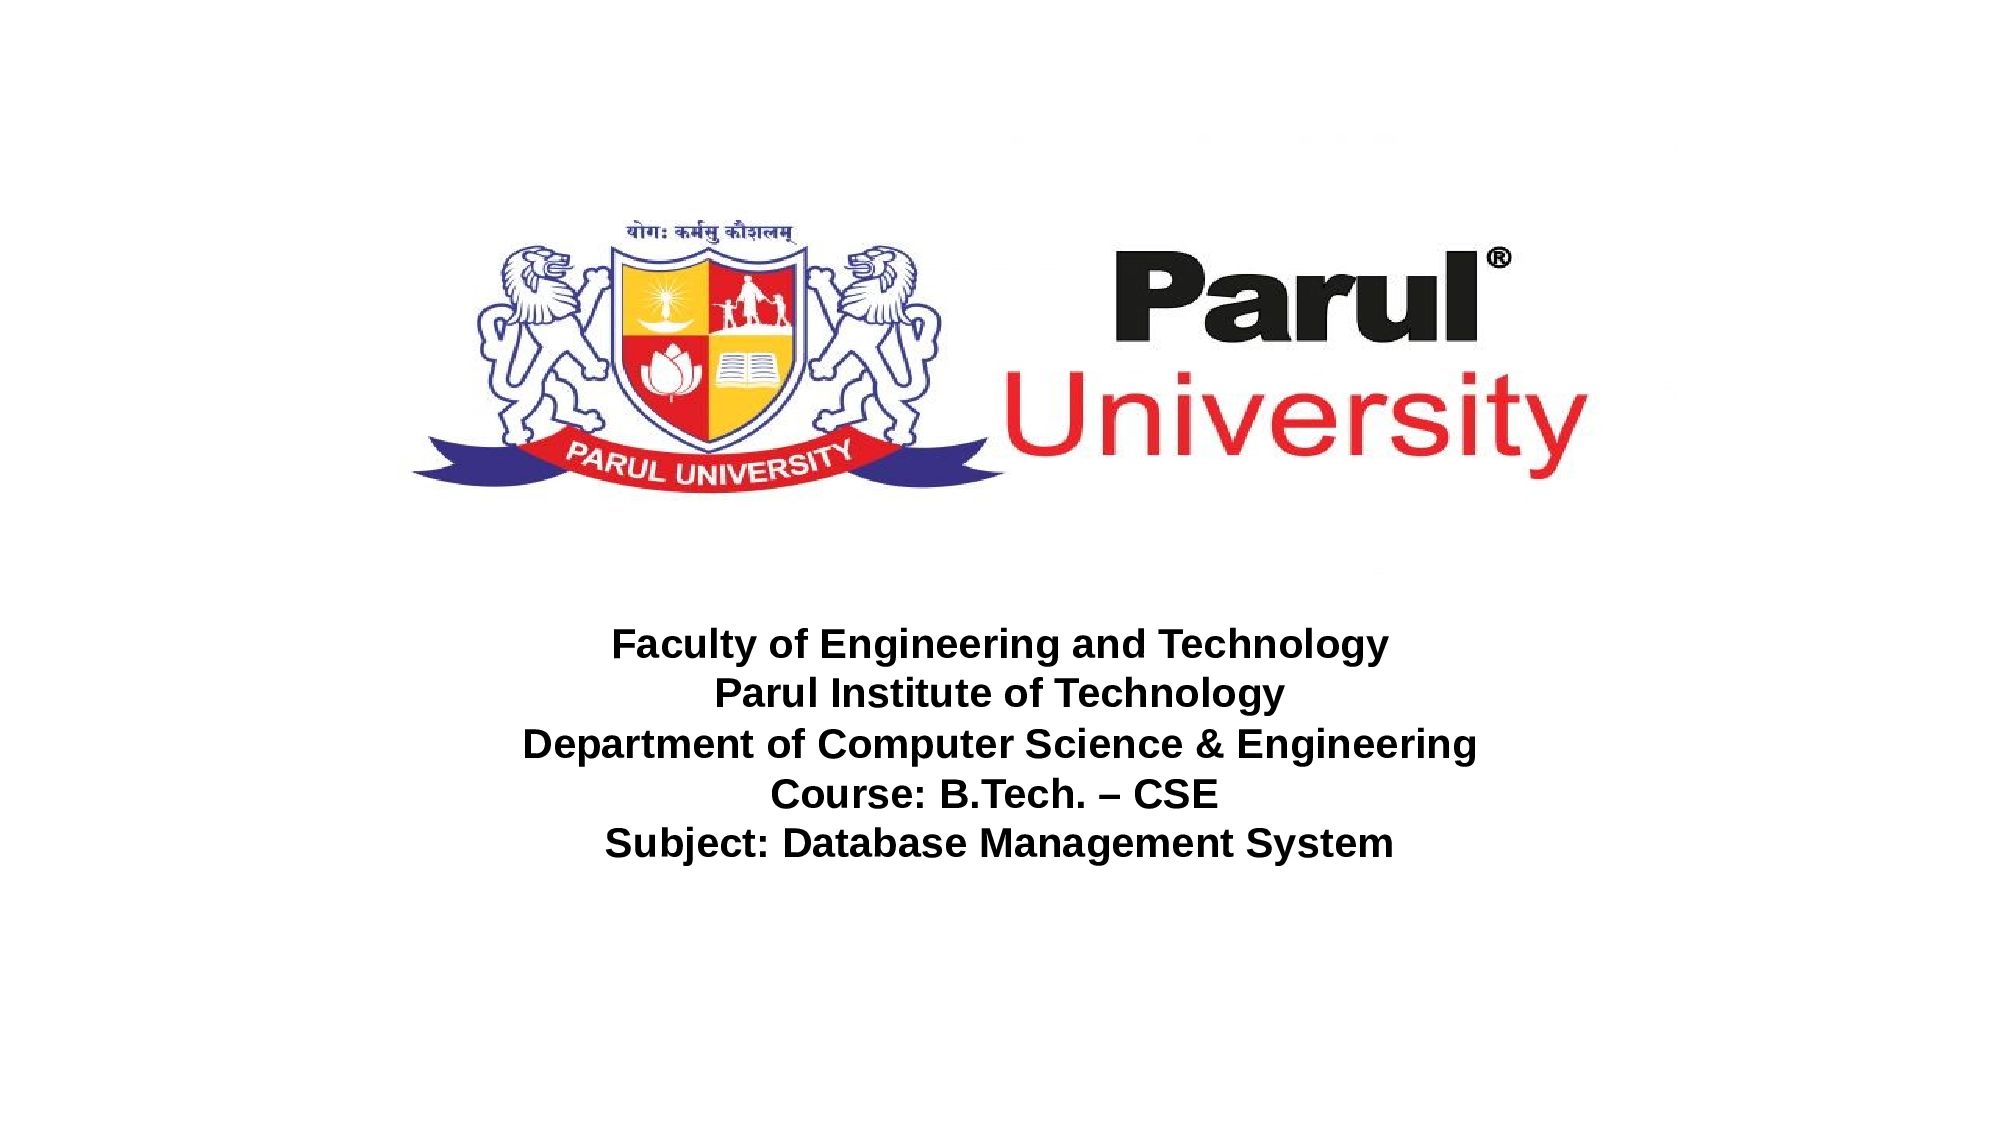 योग: कर्मसु कौशलम्
PARUL UNIVERSITY
Parul®
University
Faculty of Engineering and Technology
Parul Institute of Technology
Department of Computer Science & Engineering
Course: B.Tech. – CSE
Subject: Database Management System